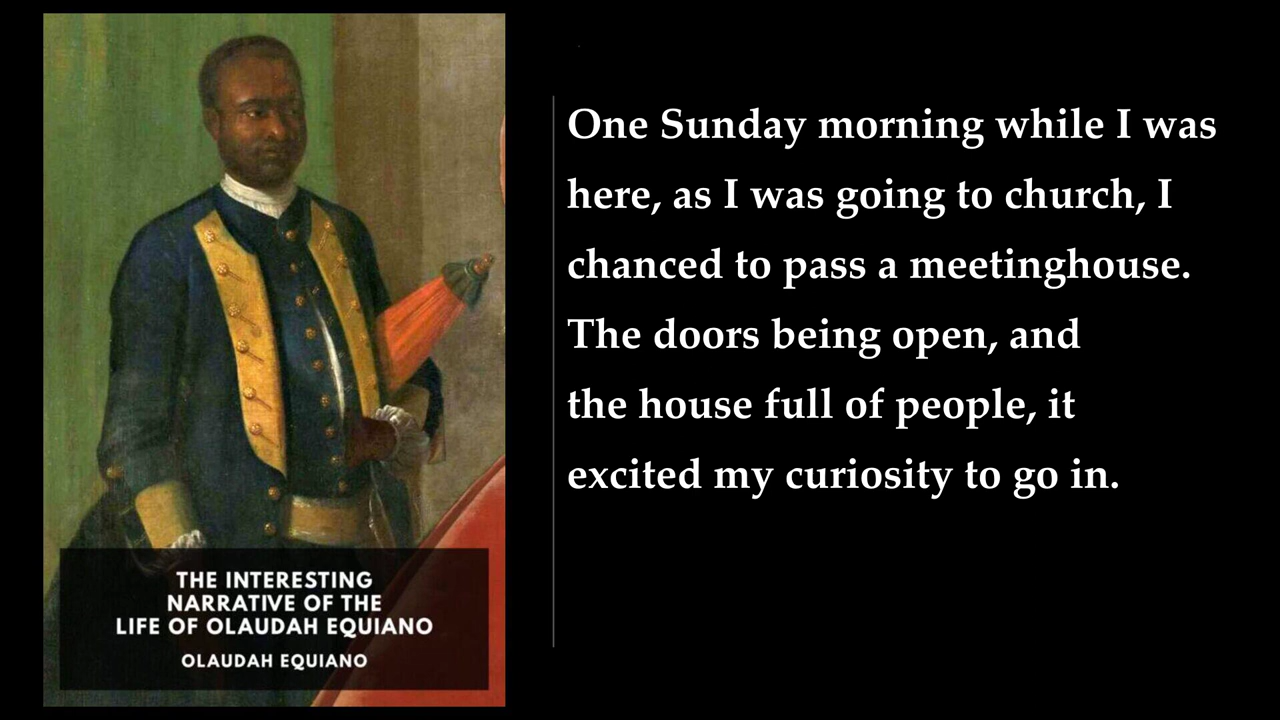 THE INTERESTING
NARRATIVE OF THE
LIFE OF OLAUDAH EQUIANO
OLAUDAH EQUIANO
One Sunday morning while I was
here, as I was going to church, I
chanced to pass a meetinghouse.
The doors being open, and
the house full of people, it
excited my curiosity to go in.